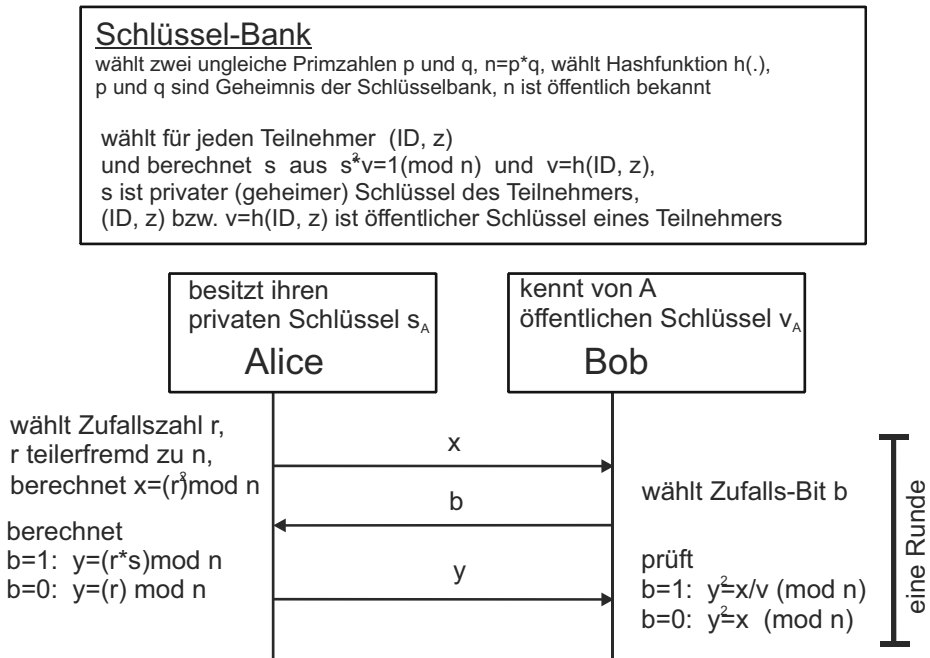 Schlüssel-Bank
wählt zwei ungleiche Primzahlen p und q, n=p*q, wählt Hashfunktion h(.),
p und q sind Geheimnis der Schlüsselbank, n ist öffentlich bekannt
wählt für jeden Teilnehmer (ID, z)
und berechnet s aus s²*v=1(mod n) und v=h(ID, z),
s ist privater (geheimer) Schlüssel des Teilnehmers,
(ID, z) bzw. v=h(ID, z) ist öffentlicher Schlüssel eines Teilnehmers
besitzt ihren
privaten Schlüssel s_A
Alice
kennt von A
öffentlichen Schlüssel v_A
Bob
wählt Zufallszahl r,
r teilerfremd zu n,
berechnet x=(r²)mod n
x
wählt Zufalls-Bit b
b
berechnet
b=1: y=(r*s)mod n
b=0: y=(r) mod n
y
prüft
b=1: y²=x/v (mod n)
b=0: y²=x (mod n)
eine Runde